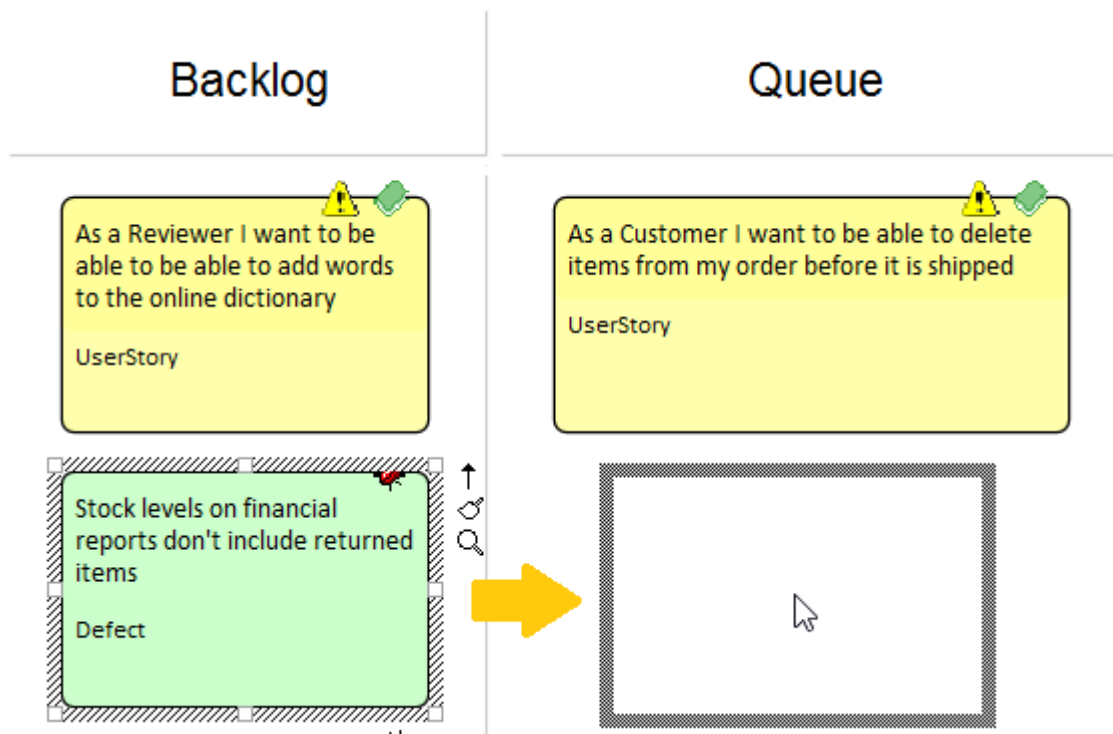 Backlog
Queue
As a Reviewer I want to be
able to be able to add words
to the online dictionary
UserStory
As a Customer I want to be able to delete
items from my order before it is shipped
UserStory
Stock levels on financial
reports don't include returned
items
Defect